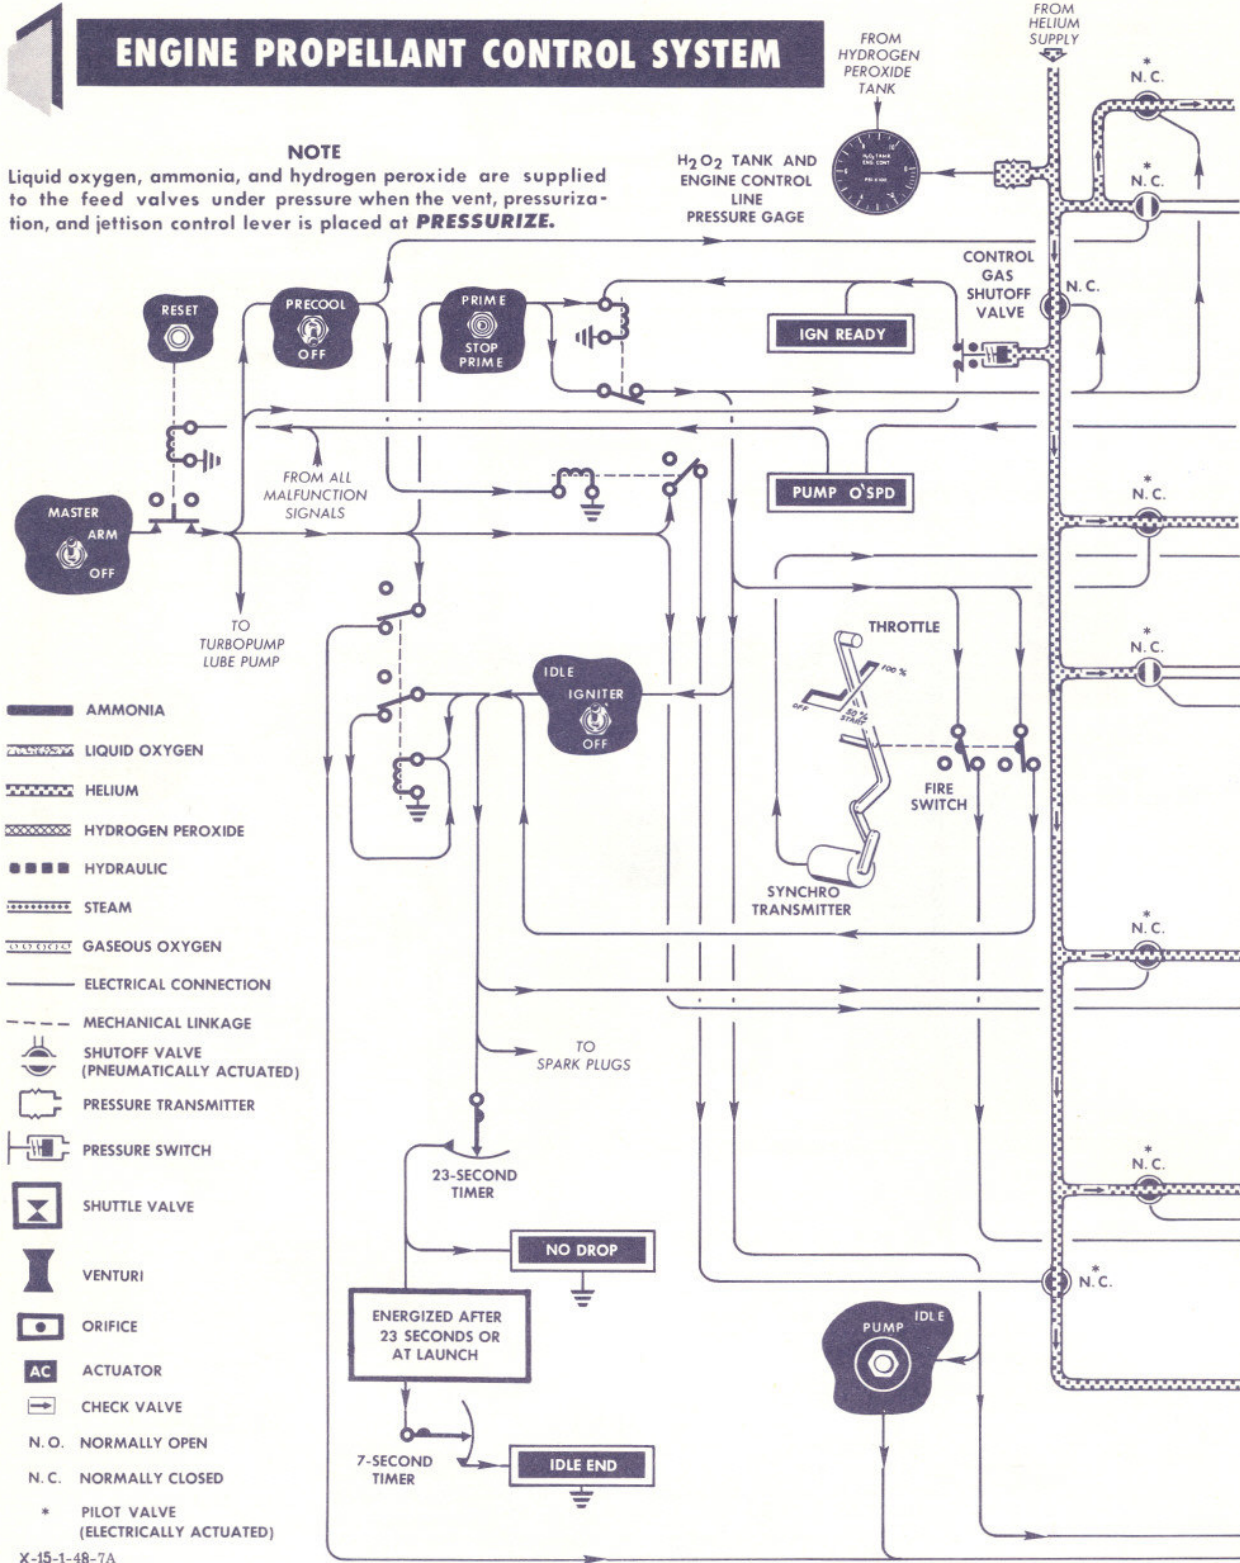 ENGINE PROPELLANT CONTROL SYSTEM
FROM
HYDROGEN
PEROXIDE
TANK
FROM
HELIUM
SUPPLY
*
N. C.
NOTE
Liquid oxygen, ammonia, and hydrogen peroxide are supplied
to the feed valves under pressure when the vent, pressuriza-
tion, and jettison control lever is placed at PRESSURIZE.
H2O2 TANK AND
ENGINE CONTROL
LINE
PRESSURE GAGE
H2O2 TANK
ENG. CONT
*
N. C.
CONTROL
GAS
SHUTOFF
VALVE
N. C.
RESET
PRECOOL
OFF
PRIME
STOP
PRIME
IGN READY
FROM ALL
MALFUNCTION
SIGNALS
PUMP O'SPD
*
N. C.
MASTER
ARM
OFF
TO
TURBOPUMP
LUBE PUMP
THROTTLE
100 %
OFF
50 %
START
*
N. C.
IDLE
IGNITER
OFF
FIRE
SWITCH
SYNCHRO
TRANSMITTER
*
N. C.
AMMONIA
LIQUID OXYGEN
HELIUM
HYDROGEN PEROXIDE
HYDRAULIC
STEAM
GASEOUS OXYGEN
ELECTRICAL CONNECTION
MECHANICAL LINKAGE
SHUTOFF VALVE
(PNEUMATICALLY ACTUATED)
PRESSURE TRANSMITTER
PRESSURE SWITCH
SHUTTLE VALVE
VENTURI
ORIFICE
AC ACTUATOR
CHECK VALVE
N. O. NORMALLY OPEN
N. C. NORMALLY CLOSED
* PILOT VALVE
(ELECTRICALLY ACTUATED)
X-15-1-48-7A
TO
SPARK PLUGS
23-SECOND
TIMER
NO DROP
ENERGIZED AFTER
23 SECONDS OR
AT LAUNCH
7-SECOND
TIMER
IDLE END
*
N. C.
*
N. C.
PUMP IDLE